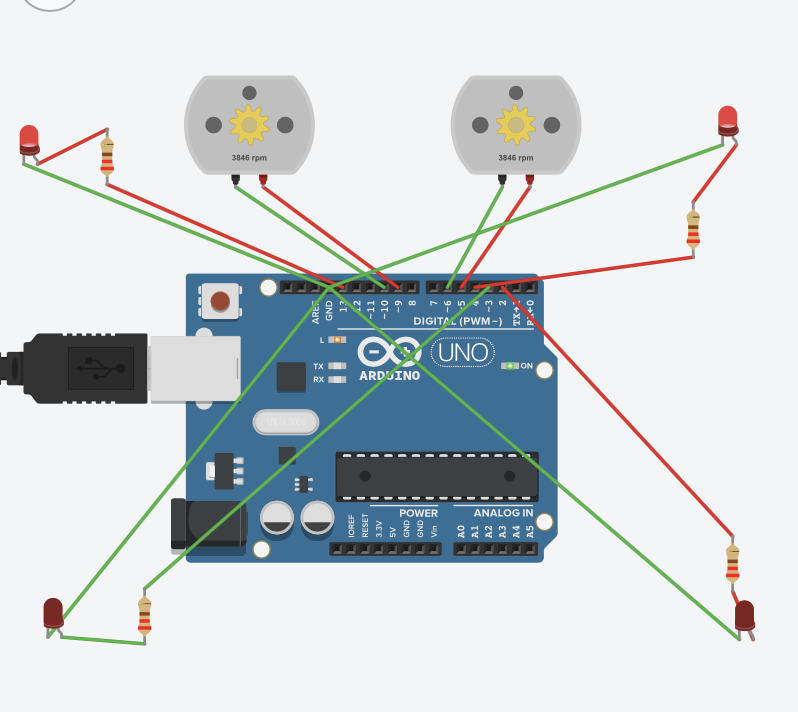 3846 rpm
3846 rpm
AREF
GND
13
12
~11
~10
~9
8
7
~6
~5
4
~3
2
TX→1
RX←0
DIGITAL (PWM~)
L
TX
RX
ARDUINO
UNO
ON
POWER
ANALOG IN
IOREF
RESET
3.3V
5V
GND
GND
Vin
A0
A1
A2
A3
A4
A5